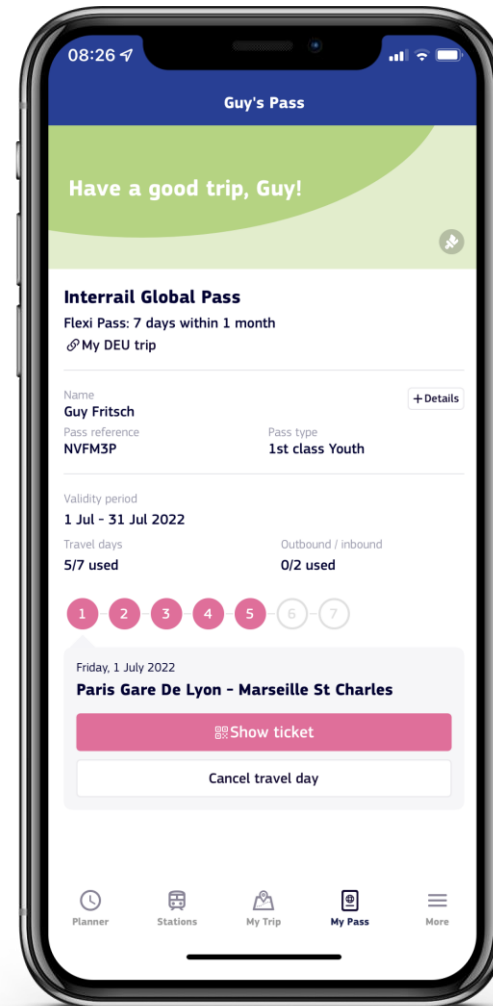 08:26
Guy's Pass
Have a good trip, Guy!
Interrail Global Pass
Flexi Pass: 7 days within 1 month
My DEU trip
Name
+ Details
Guy Fritsch
Pass reference Pass type
NVFM3P 1st class Youth
Validity period
1 Jul - 31 Jul 2022
Travel days Outbound / inbound
5/7 used 0/2 used
1 2 3 4 5 6 7
Friday, 1 July 2022
Paris Gare De Lyon - Marseille St Charles
Show ticket
Cancel travel day
Planner Stations My Trip My Pass More